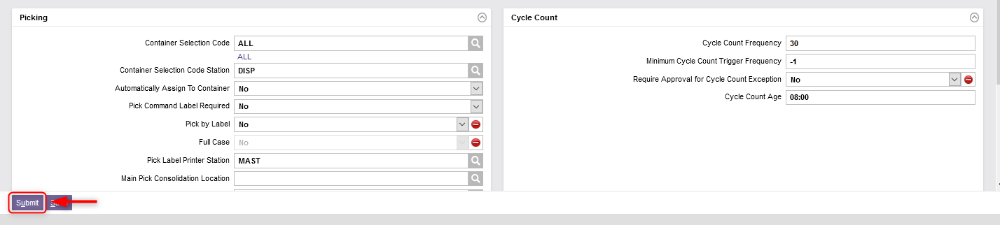 Picking
Container Selection Code ALL
ALL
Container Selection Code Station DISP
Automatically Assign To Container No
Pick Command Label Required No
Pick by Label No
Full Case No
Pick Label Printer Station MAST
Main Pick Consolidation Location
Cycle Count
Cycle Count Frequency 30
Minimum Cycle Count Trigger Frequency -1
Require Approval for Cycle Count Exception No
Cycle Count Age 08:00
Submit